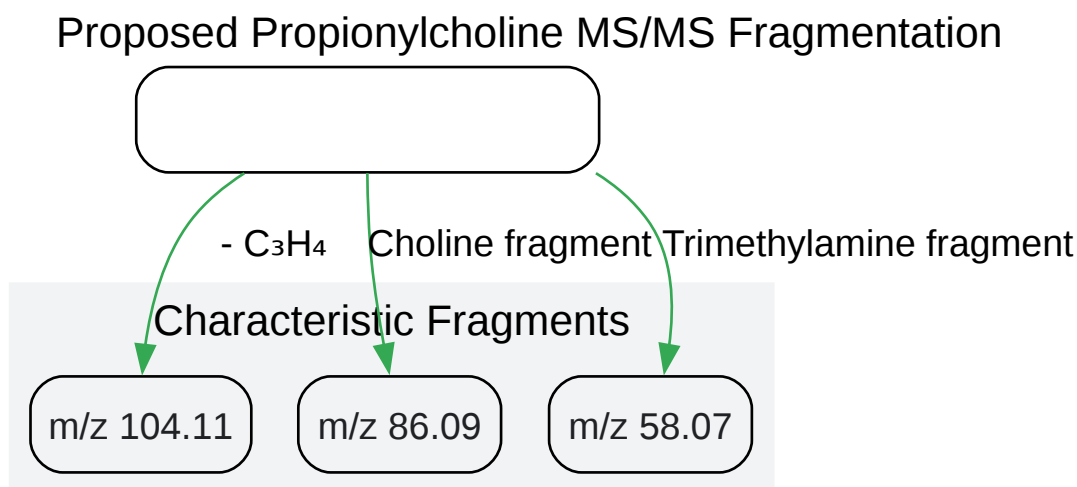 Proposed Propionylcholine MS/MS Fragmentation
- C₃H₄ Choline fragment Trimethylamine fragment
Characteristic Fragments
m/z 104.11 m/z 86.09 m/z 58.07